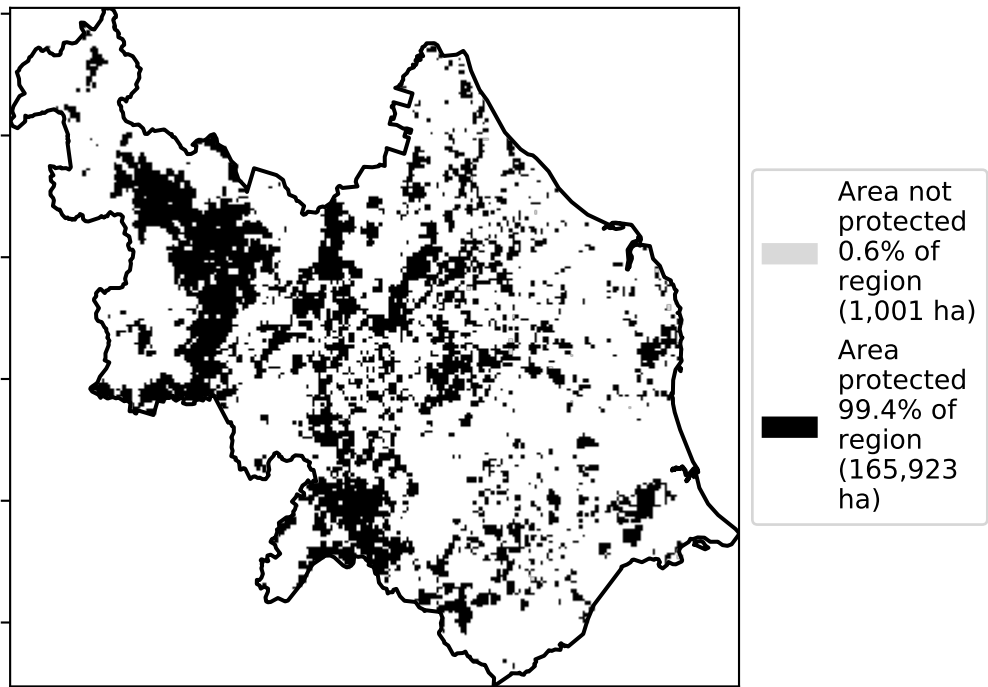 Area not
protected
0.6% of
region
(1,001 ha)
Area
protected
99.4% of
region
(165,923
ha)